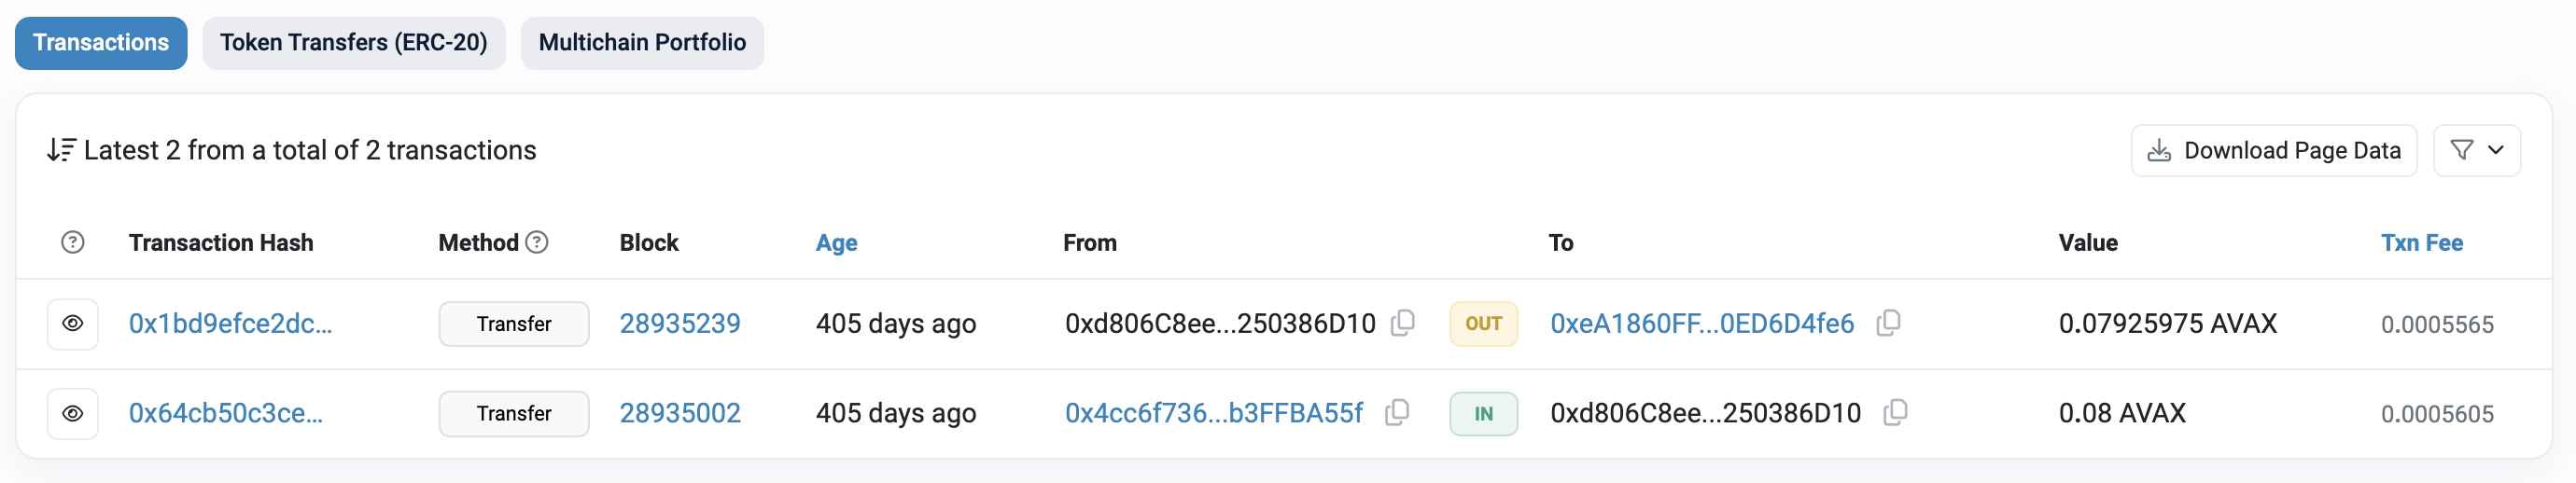 Transactions Token Transfers (ERC-20) Multichain Portfolio
Latest 2 from a total of 2 transactions Download Page Data
Transaction Hash Method Block Age From To Value Txn Fee
0x1bd9efce2dc... Transfer 28935239 405 days ago 0xd806C8ee...250386D10 OUT 0xeA1860FF...0ED6D4fe6 0.07925975 AVAX 0.0005565
0x64cb50c3ce... Transfer 28935002 405 days ago 0x4cc6f736...b3FFBA55f IN 0xd806C8ee...250386D10 0.08 AVAX 0.0005605